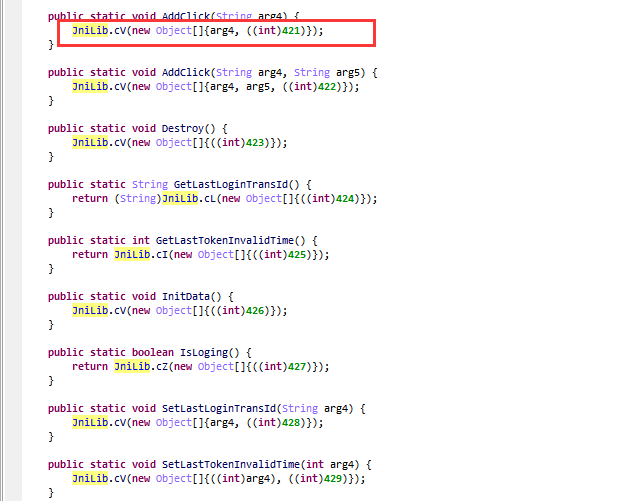 public static void AddClick(String arg4) {
JniLib.cV(new Object[]{arg4, ((int)421)});
}
public static void AddClick(String arg4, String arg5) {
JniLib.cV(new Object[]{arg4, arg5, ((int)422)});
}
public static void Destroy() {
JniLib.cV(new Object[]{((int)423)});
}
public static String GetLastLoginTransId() {
return (String)JniLib.cL(new Object[]{((int)424)});
}
public static int GetLastTokenInvalidTime() {
return JniLib.cI(new Object[]{((int)425)});
}
public static void InitData() {
JniLib.cV(new Object[]{((int)426)});
}
public static boolean IsLoging() {
return JniLib.cZ(new Object[]{((int)427)});
}
public static void SetLastLoginTransId(String arg4) {
JniLib.cV(new Object[]{arg4, ((int)428)});
}
public static void SetLastTokenInvalidTime(int arg4) {
JniLib.cV(new Object[]{((int)arg4), ((int)429)});
}